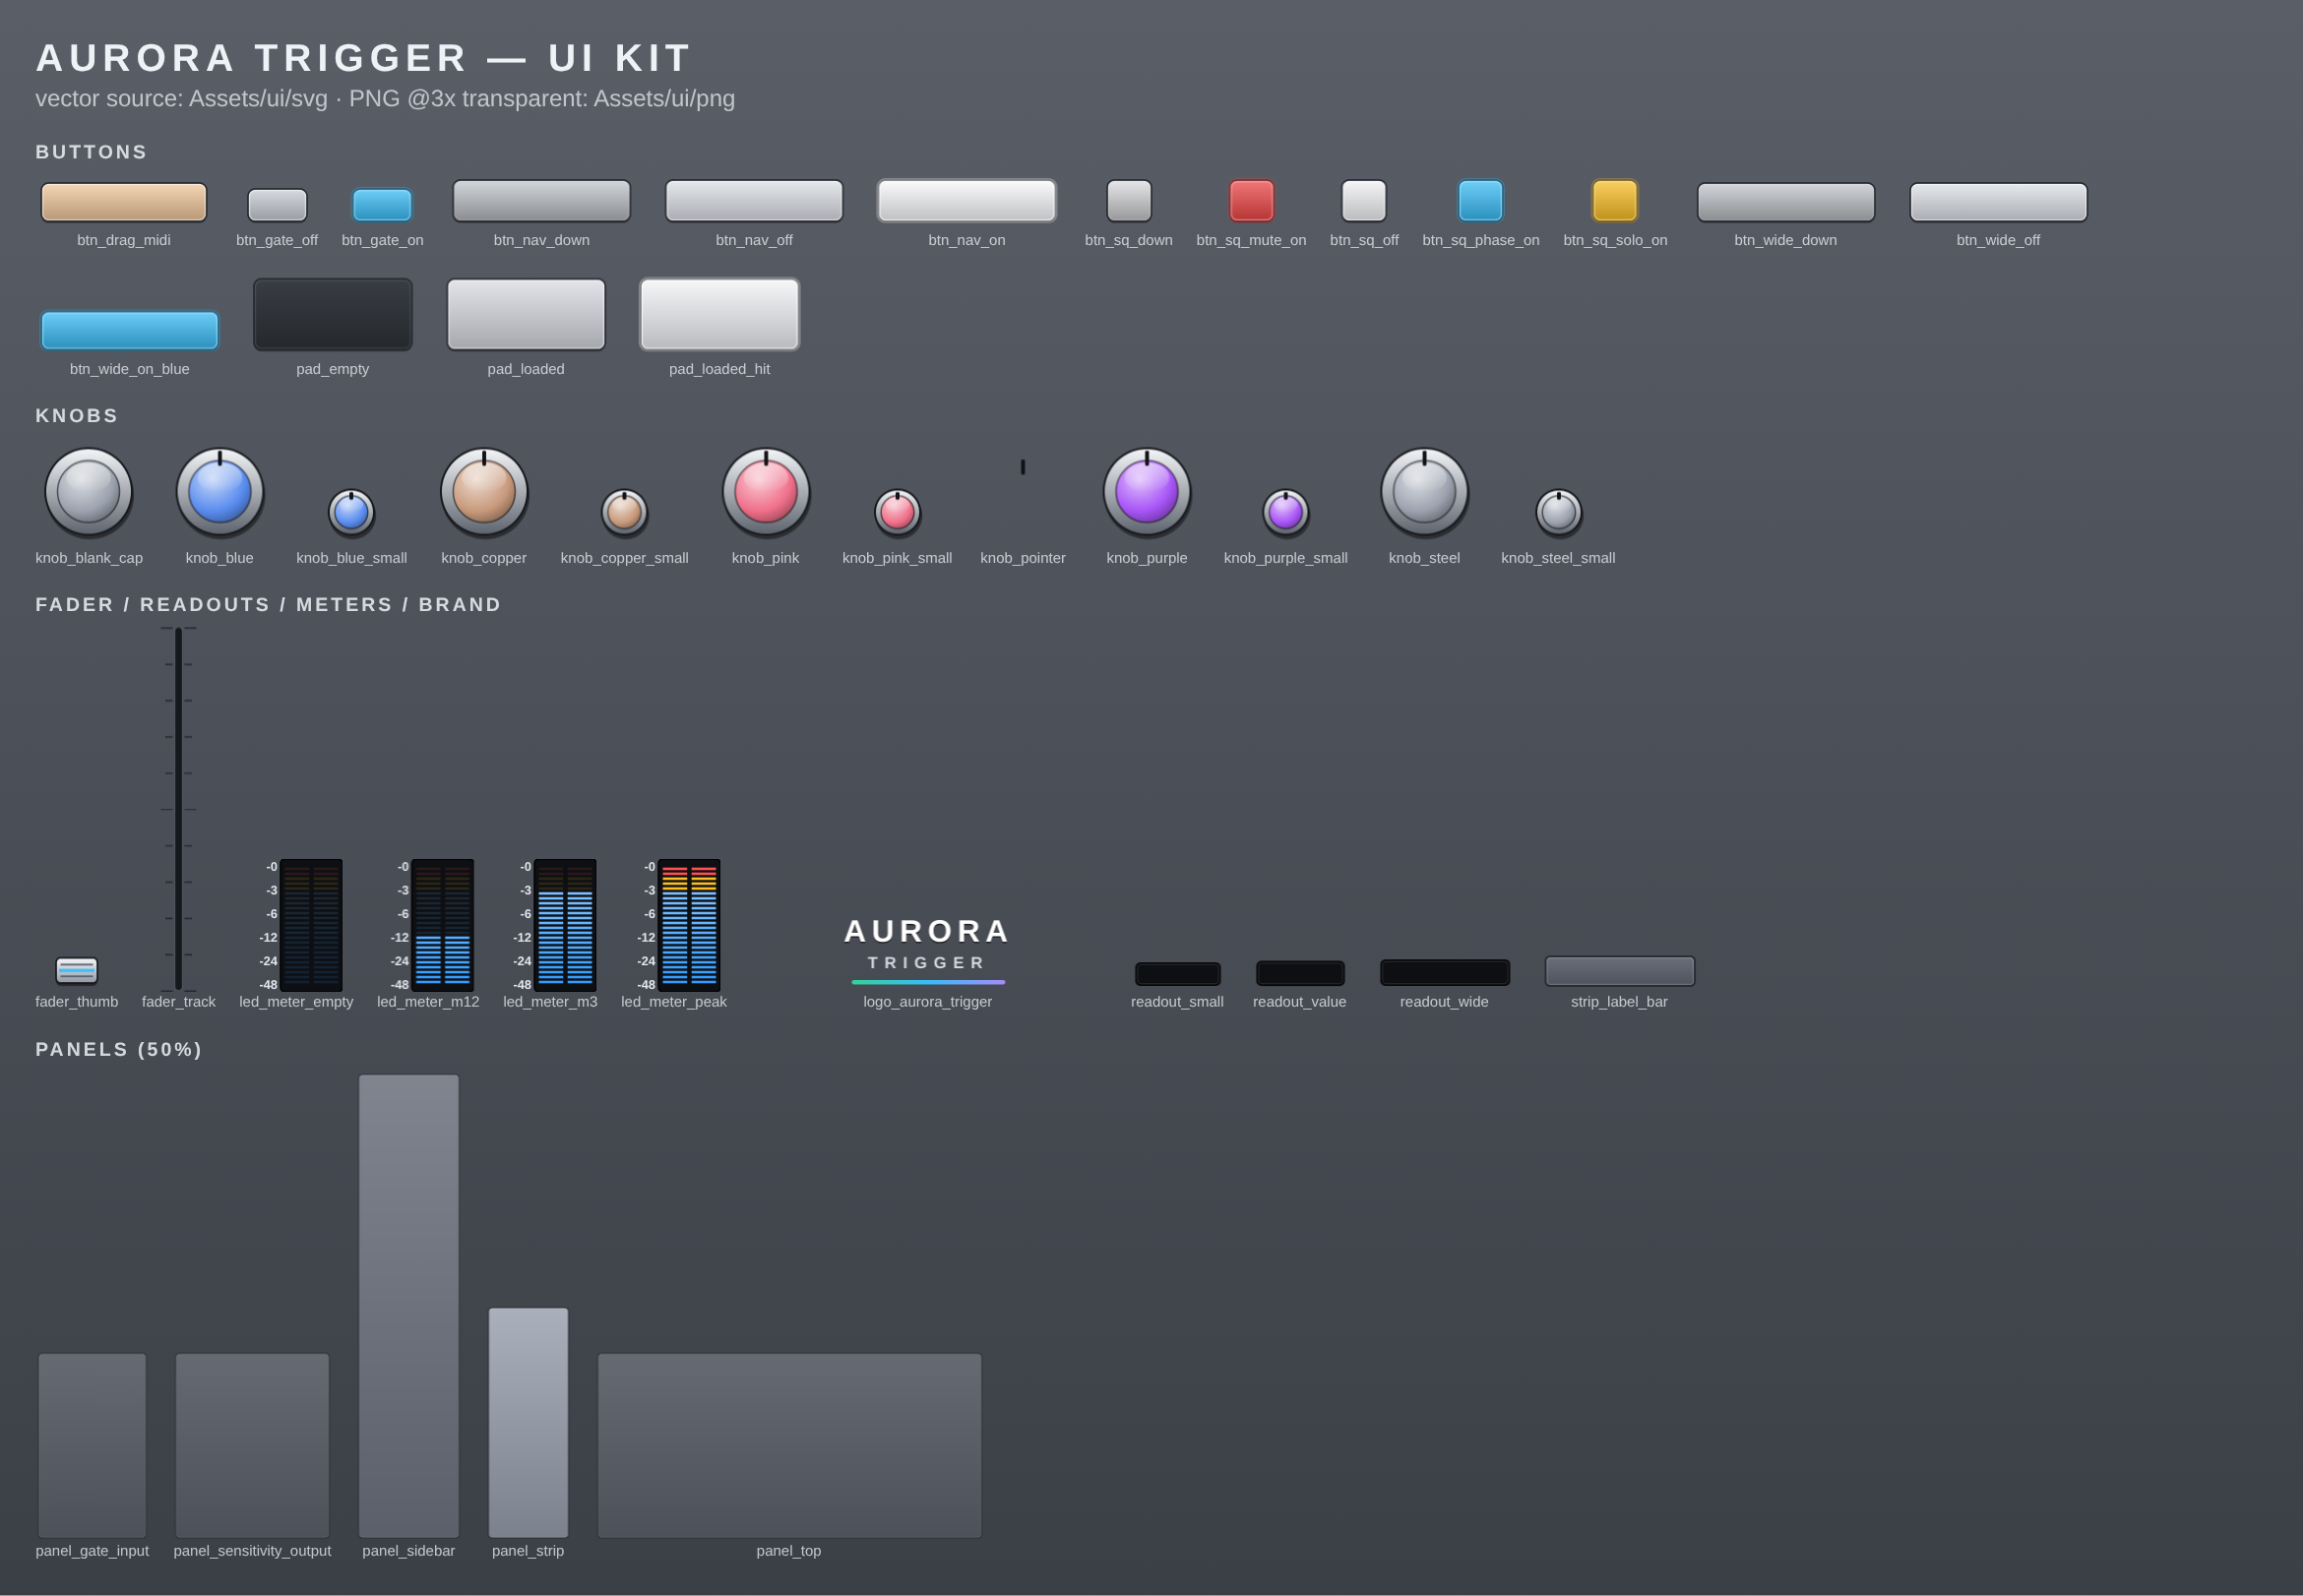 AURORA TRIGGER — UI KIT
vector source: Assets/ui/svg · PNG @3x transparent: Assets/ui/png
BUTTONS
btn_drag_midi btn_gate_off btn_gate_on btn_nav_down btn_nav_off btn_nav_on btn_sq_down btn_sq_mute_on btn_sq_off btn_sq_phase_on btn_sq_solo_on btn_wide_down btn_wide_off
btn_wide_on_blue pad_empty pad_loaded pad_loaded_hit
KNOBS
knob_blank_cap knob_blue knob_blue_small knob_copper knob_copper_small knob_pink knob_pink_small knob_pointer knob_purple knob_purple_small knob_steel knob_steel_small
FADER / READOUTS / METERS / BRAND
-0 -0 -0 -0
-3 -3 -3 -3
-6 -6 -6 -6
-12 -12 -12 -12
-24 -24 -24 -24
-48 -48 -48 -48
AURORA
TRIGGER
fader_thumb fader_track led_meter_empty led_meter_m12 led_meter_m3 led_meter_peak logo_aurora_trigger readout_small readout_value readout_wide strip_label_bar
PANELS (50%)
panel_gate_input panel_sensitivity_output panel_sidebar panel_strip panel_top